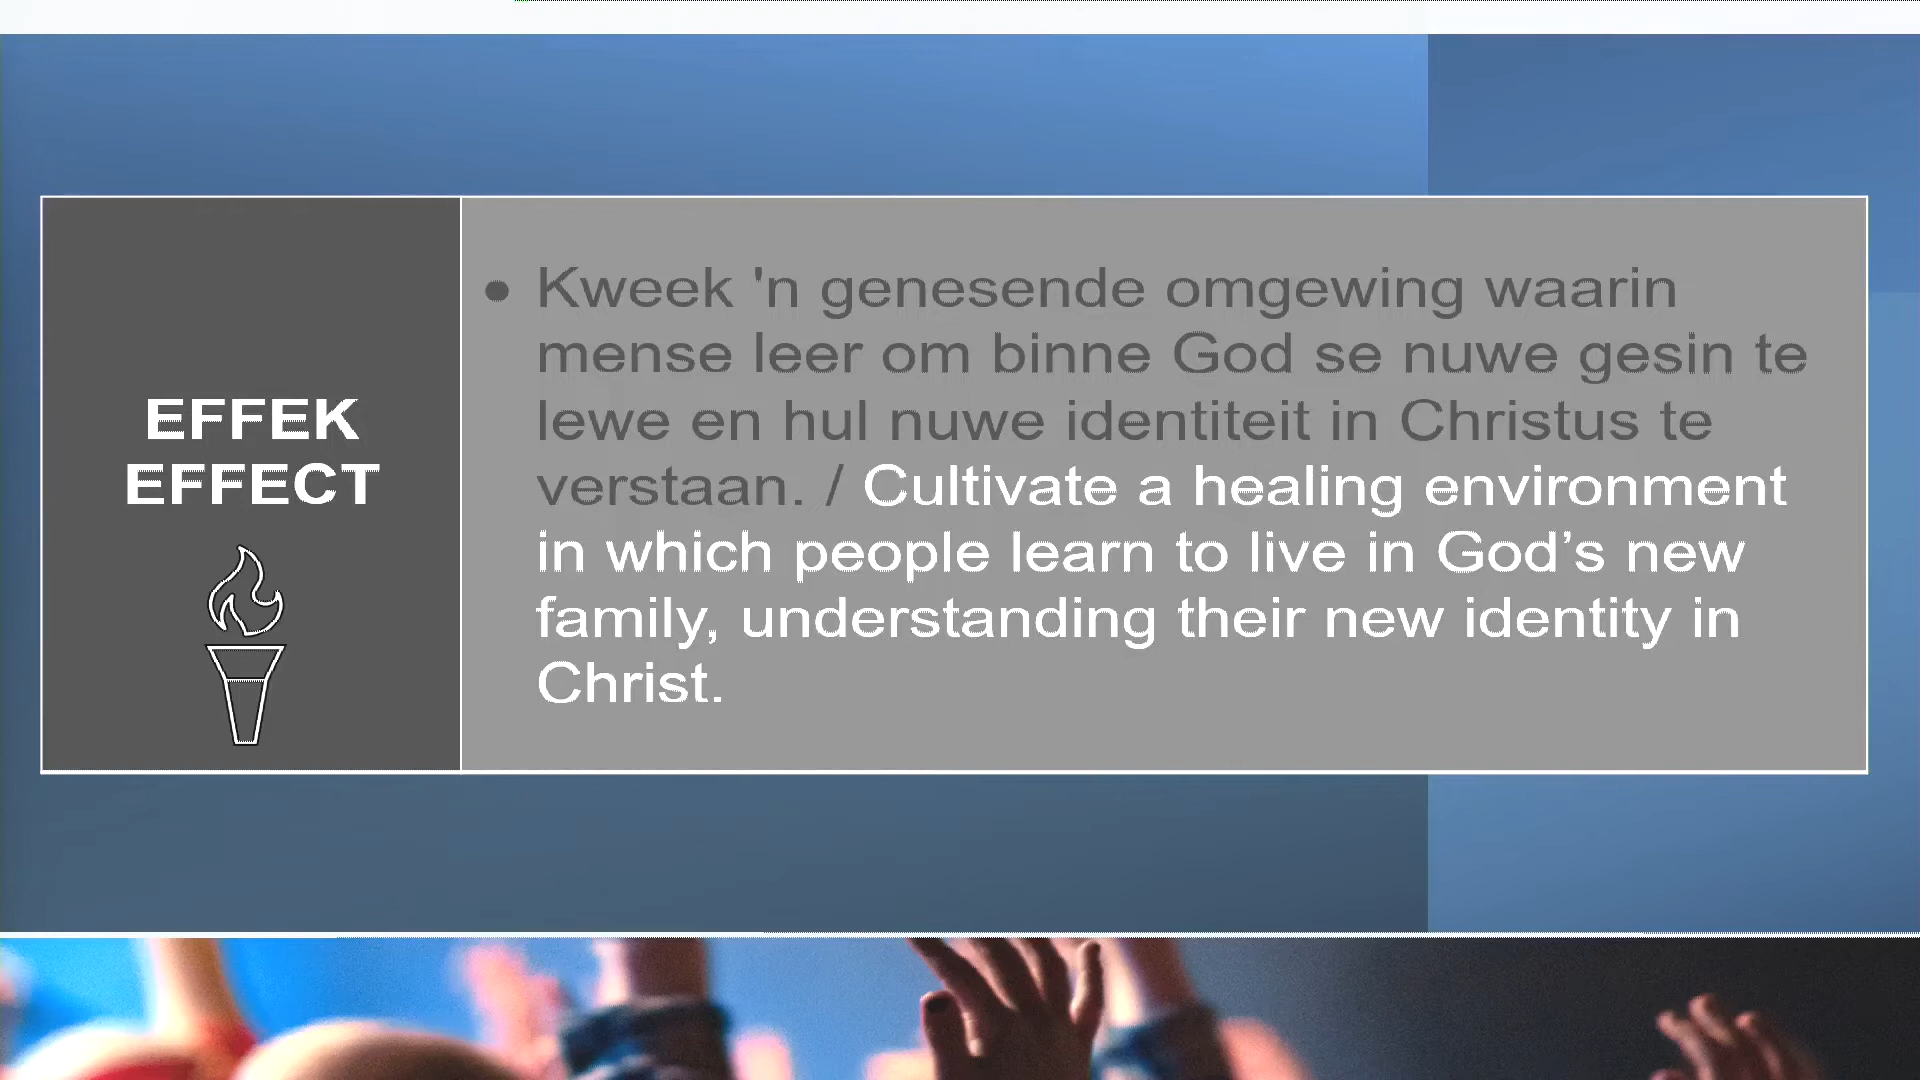 EFFEK
EFFECT
• Kweek 'n genesende omgewing waarin
mense leer om binne God se nuwe gesin te
lewe en hul nuwe identiteit in Christus te
verstaan. / Cultivate a healing environment
in which people learn to live in God’s new
family, understanding their new identity in
Christ.